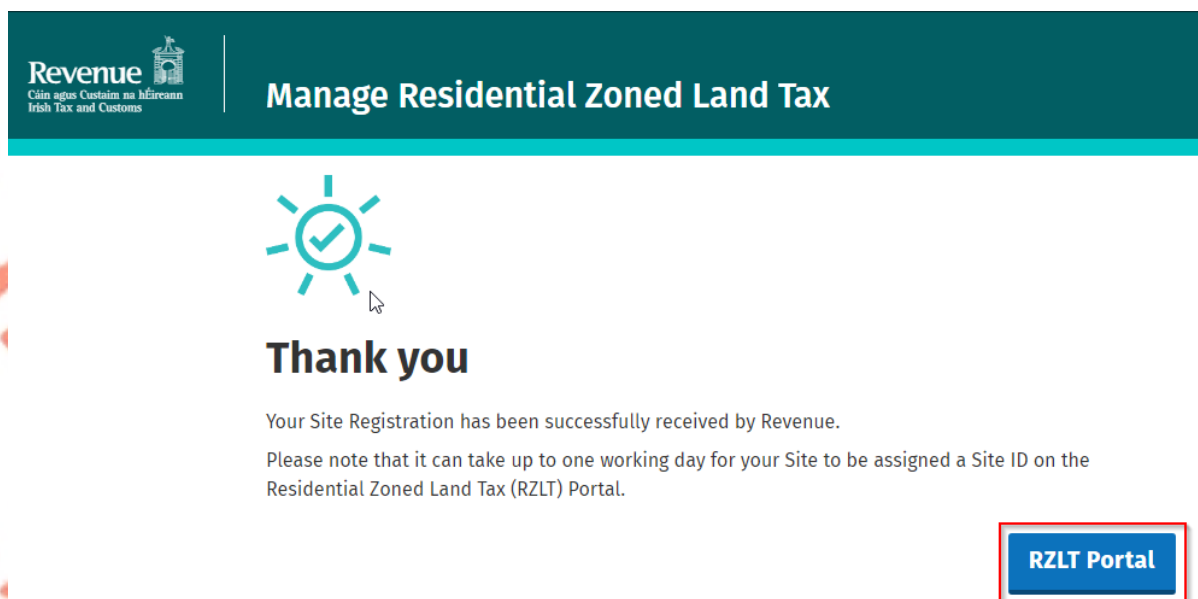 Revenue
Cáin agus Custaim na hÉireann
Irish Tax and Customs
Manage Residential Zoned Land Tax
Thank you
Your Site Registration has been successfully received by Revenue.
Please note that it can take up to one working day for your Site to be assigned a Site ID on the
Residential Zoned Land Tax (RZLT) Portal.
RZLT Portal